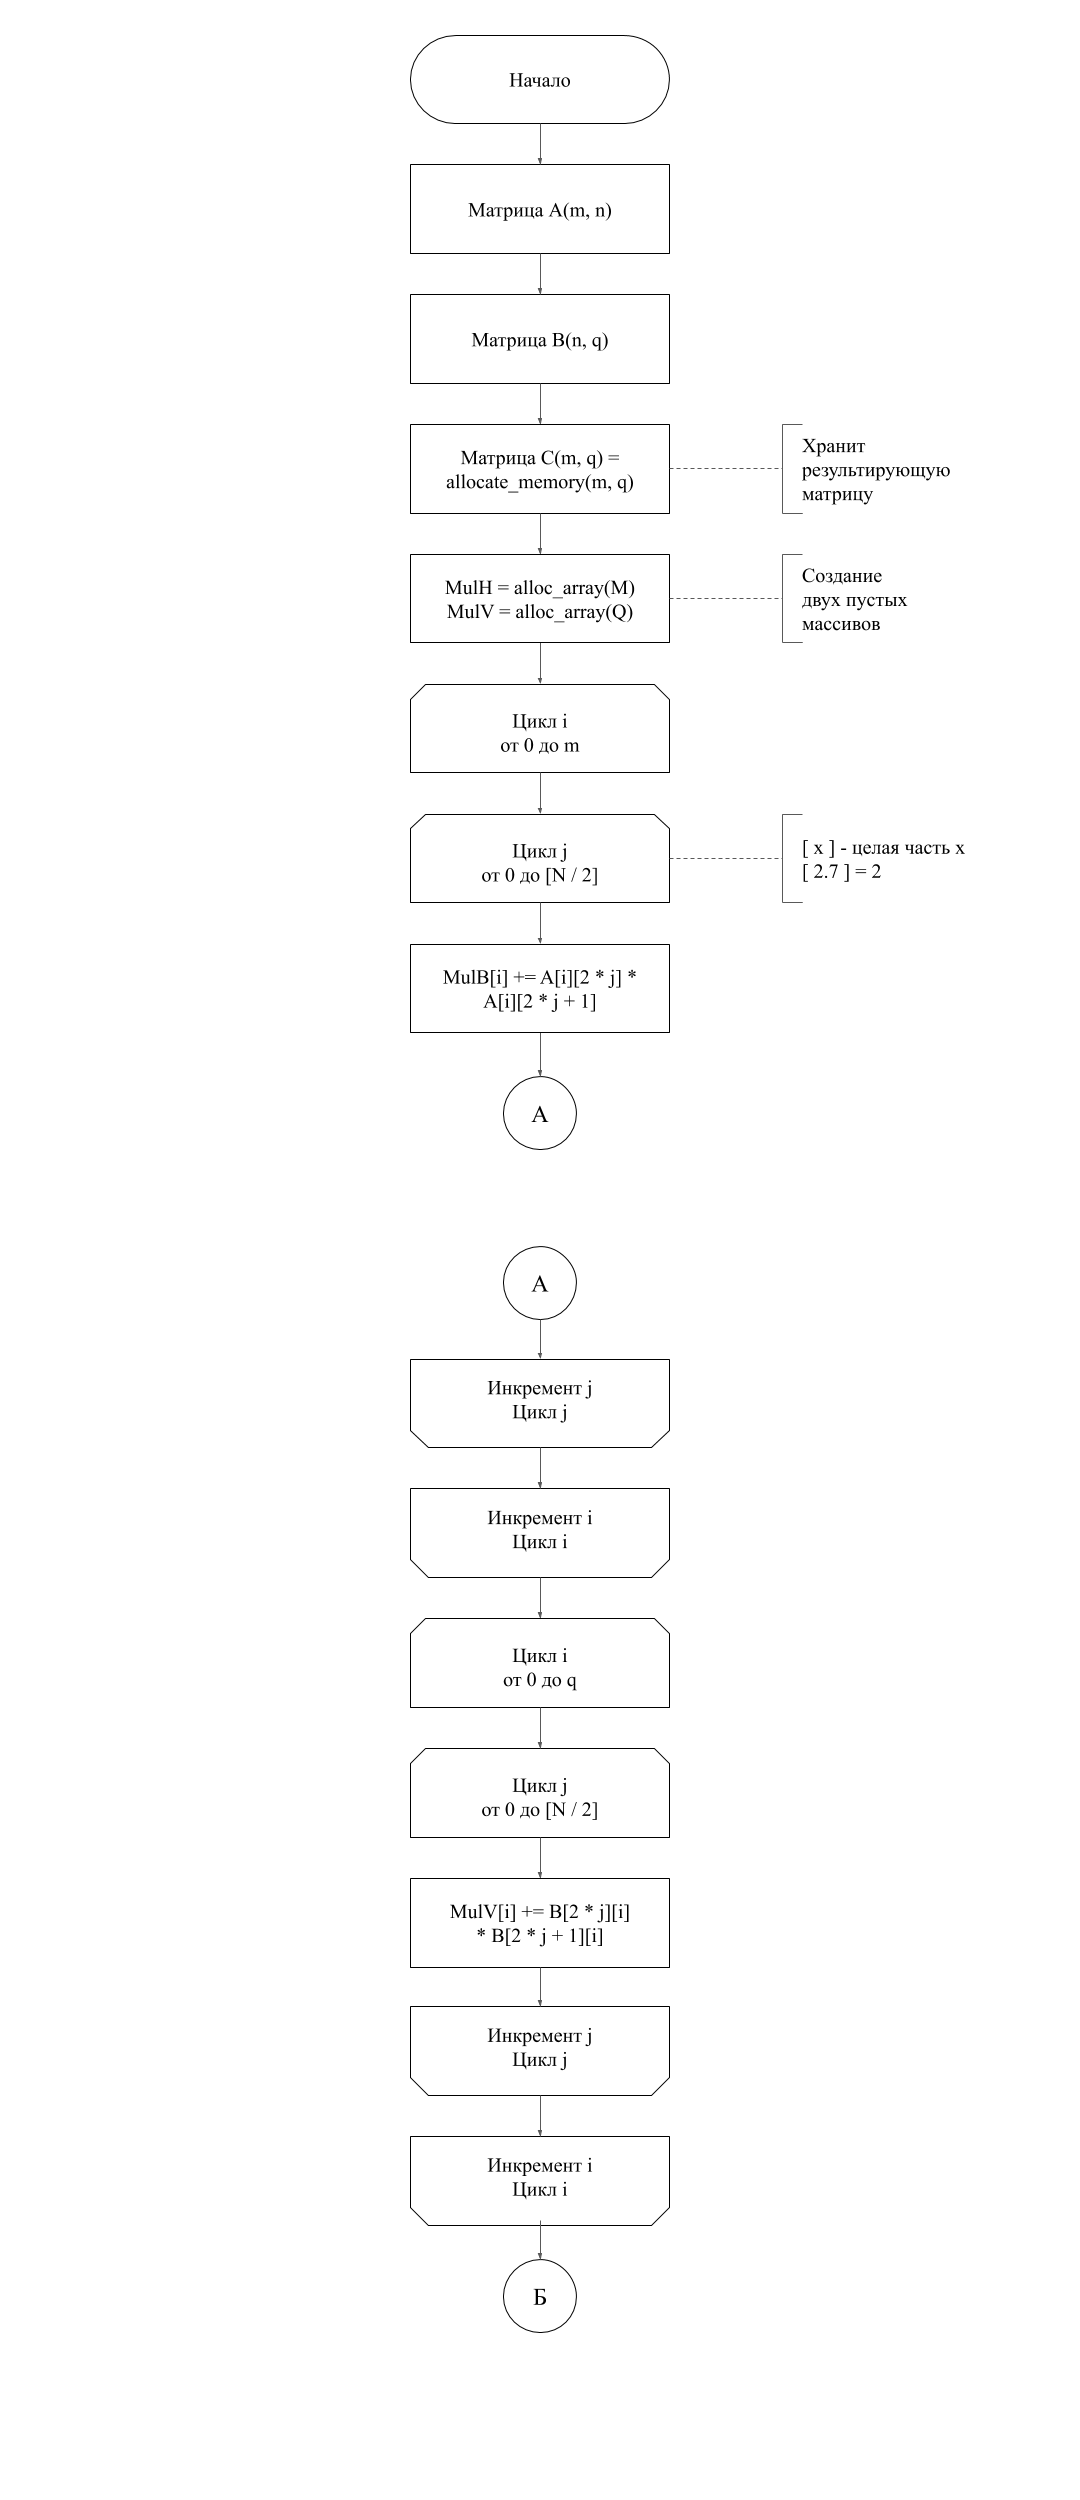 Начало
Матрица A(m, n)
Матрица B(n, q)
Матрица C(m, q) =
allocate_memory(m, q)
Хранит
результирующую
матрицу
MulH = alloc_array(M)
MulV = alloc_array(Q)
Создание
двух пустых
массивов
Цикл i
от 0 до m
Цикл j
от 0 до [N / 2]
[ x ] - целая часть x
[ 2.7 ] = 2
MulB[i] += A[i][2 * j] *
A[i][2 * j + 1]
А
А
Инкремент j
Цикл j
Инкремент i
Цикл i
Цикл i
от 0 до q
Цикл j
от 0 до [N / 2]
MulV[i] += B[2 * j][i]
* B[2 * j + 1][i]
Инкремент j
Цикл j
Инкремент i
Цикл i
Б